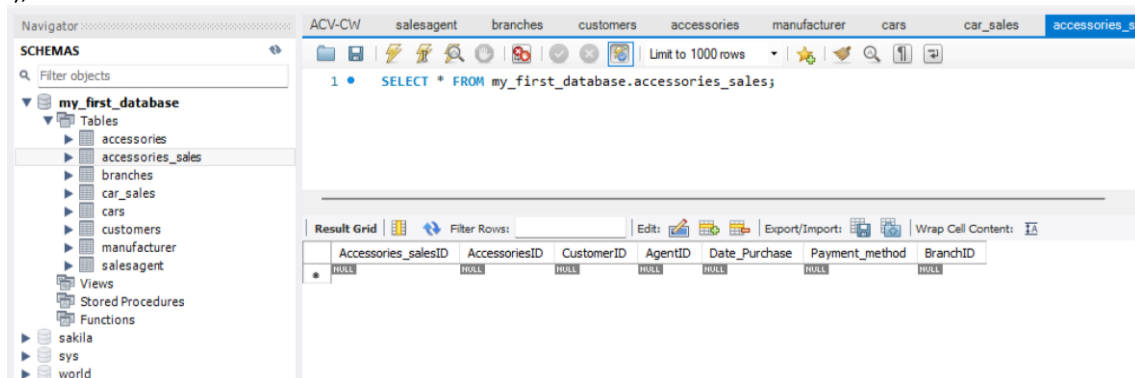 Navigator
SCHEMAS
Filter objects
my_first_database
Tables
accessories
accessories_sales
branches
car_sales
cars
customers
manufacturer
salesagent
Views
Stored Procedures
Functions
sakila
sys
world
ACV-CW salesagent branches customers accessories manufacturer cars car_sales accessories_s
Limit to 1000 rows
1 SELECT * FROM my_first_database.accessories_sales;
Result Grid Filter Rows: Edit: Export/Import: Wrap Cell Content: IA
Accessories_salesID AccessoriesID CustomerID AgentID Date_Purchase Payment_method BranchID
* NULL NULL NULL NULL NULL NULL NULL